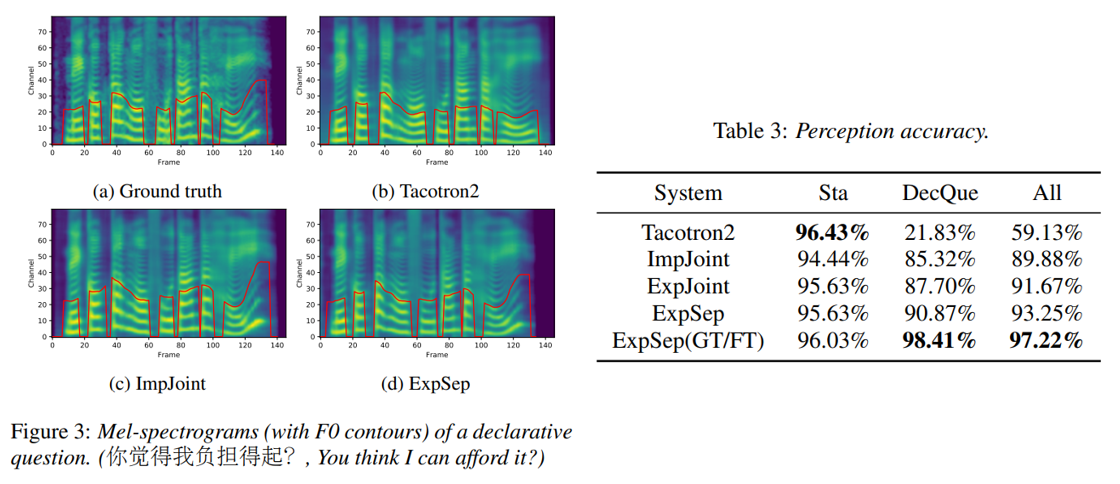 70
60
50
40
30
20
10
0
Channel
0 20 40 60 80 100 120 140
Frame
(a) Ground truth
70
60
50
40
30
20
10
0
Channel
0 20 40 60 80 100 120 140
Frame
(b) Tacotron2
70
60
50
40
30
20
10
0
Channel
0 20 40 60 80 100 120 140
Frame
(c) ImpJoint
70
60
50
40
30
20
10
0
Channel
0 20 40 60 80 100 120 140
Frame
(d) ExpSep
Figure 3: Mel-spectrograms (with F0 contours) of a declarative
question. (你觉得我负担得起？, You think I can afford it?)
Table 3: Perception accuracy.
System Sta DecQue All
Tacotron2 96.43% 21.83% 59.13%
ImpJoint 94.44% 85.32% 89.88%
ExpJoint 95.63% 87.70% 91.67%
ExpSep 95.63% 90.87% 93.25%
ExpSep(GT/FT) 96.03% 98.41% 97.22%